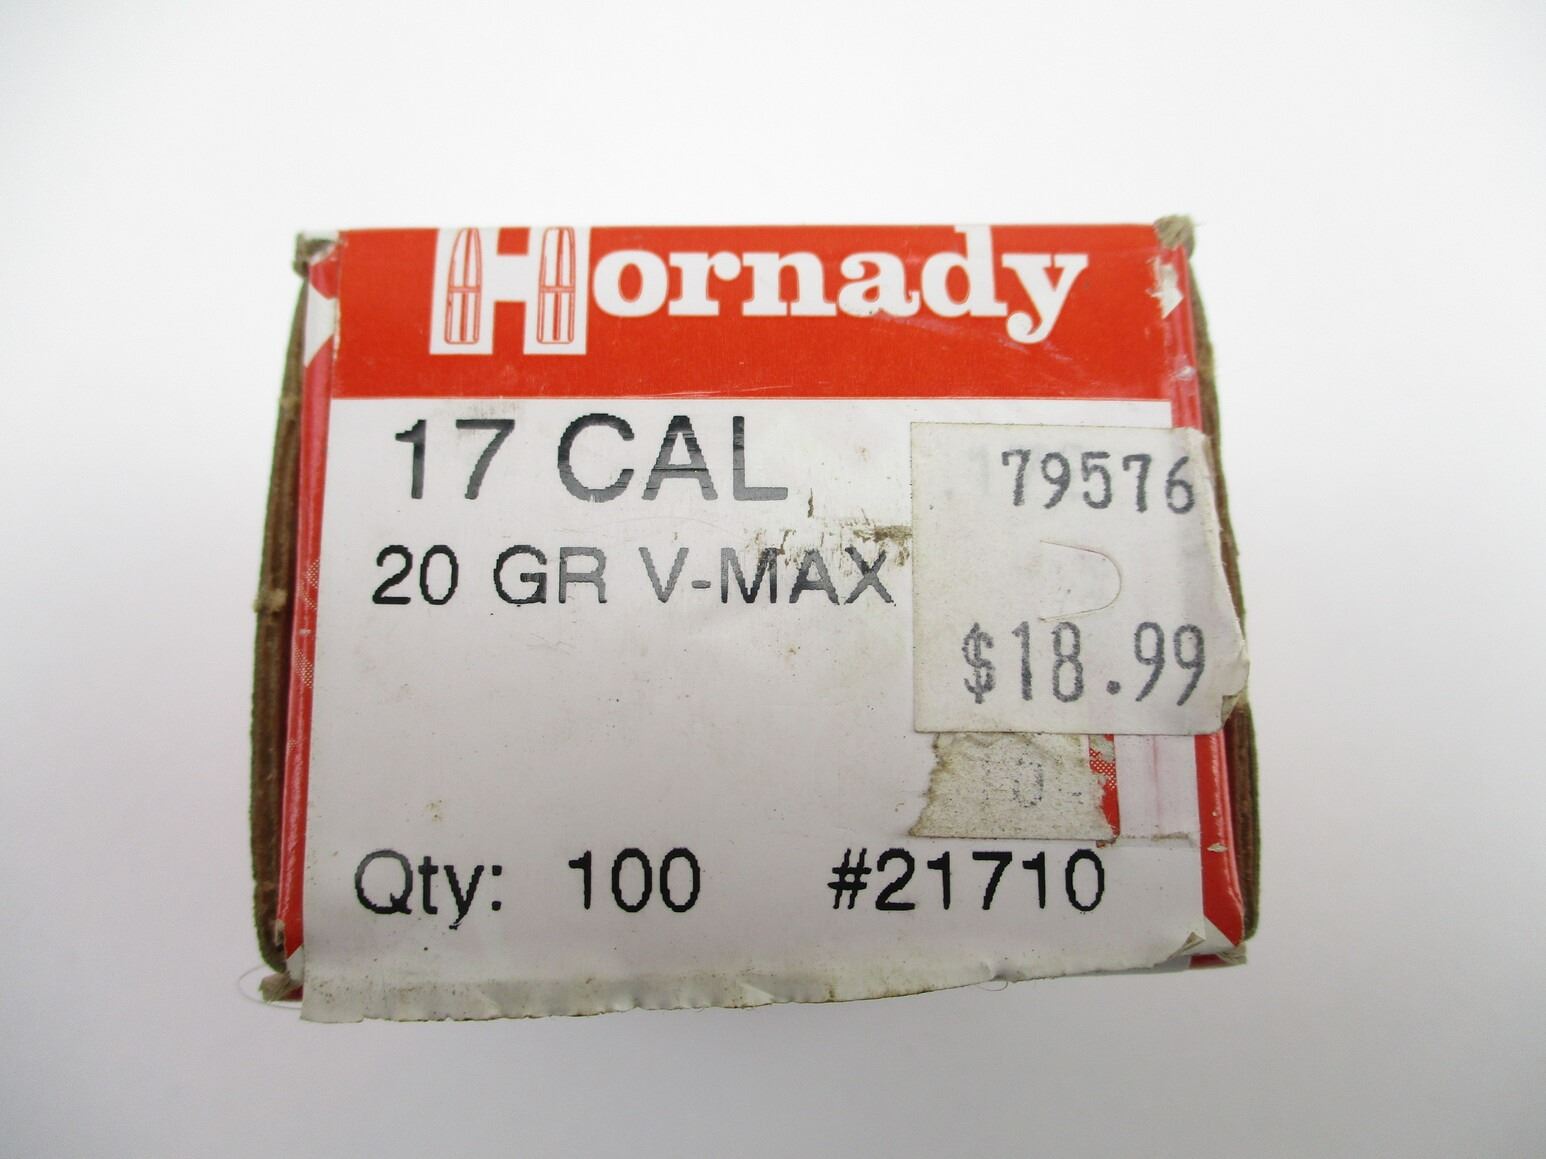 Hornady
17 CAL
79576
20 GR V-MAX
$18.99
Qty: 100 #21710